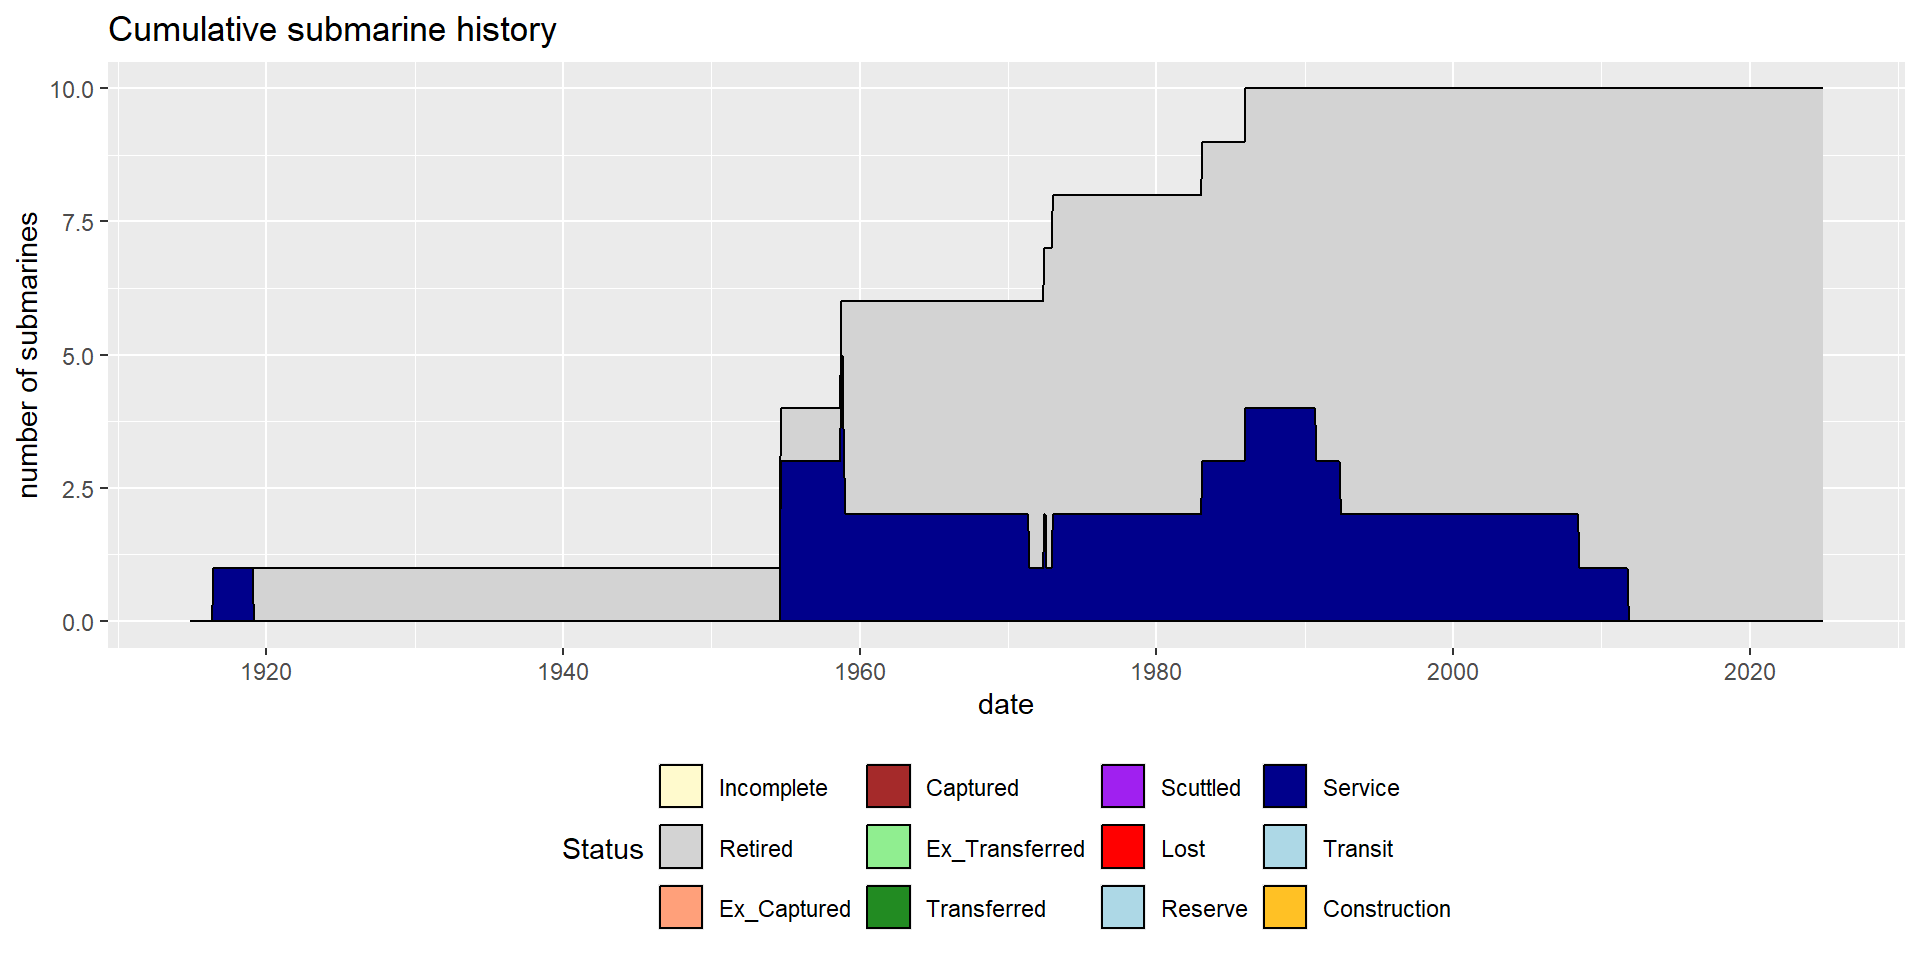 Cumulative submarine history
10.0
7.5
5.0
2.5
0.0
number of submarines
1920 1940 1960 1980 2000 2020
date
Status
Incomplete Captured Scuttled Service
Retired Ex_Transferred Lost Transit
Ex_Captured Transferred Reserve Construction